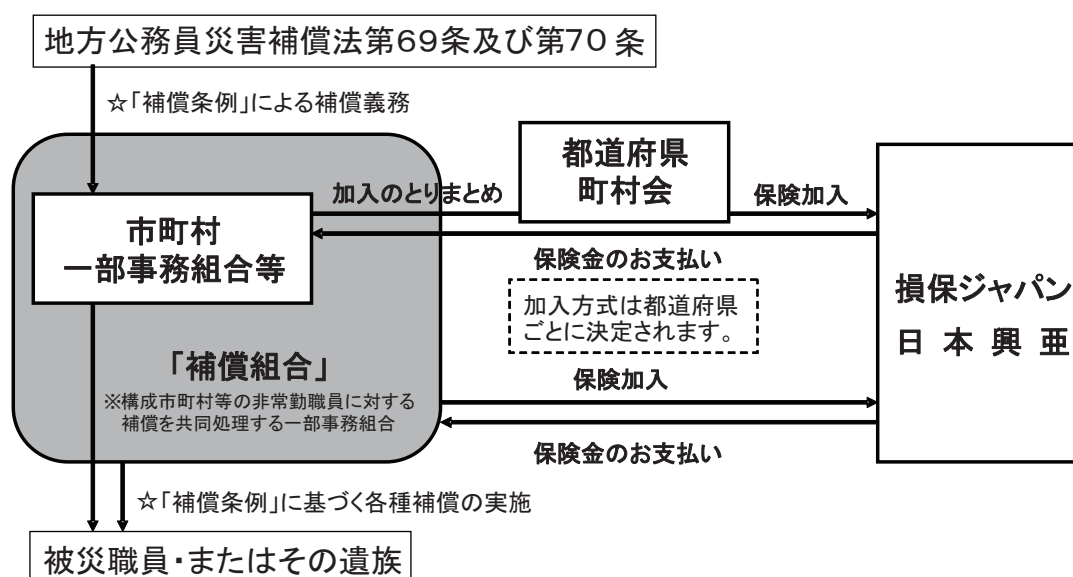 地方公務員災害補償法第69条及び第70条
☆「補償条例」による補償義務
都道府県
町村会
加入のとりまとめ
保険加入
市町村
一部事務組合等
保険金のお支払い
加入方式は都道府県
ごとに決定されます。
損保ジャパン
日本興亜
「補償組合」
※構成市町村等の非常勤職員に対する
補償を共同処理する一部事務組合
保険加入
保険金のお支払い
☆「補償条例」に基づく各種補償の実施
被災職員・またはその遺族